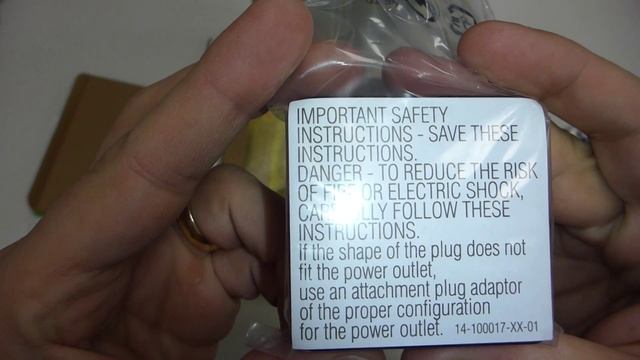 IMPORTANT SAFETY
INSTRUCTIONS - SAVE THESE
INSTRUCTIONS.
DANGER - TO REDUCE THE RISK
OF FIRE OR ELECTRIC SHOCK,
CAREFULLY FOLLOW THESE
INSTRUCTIONS.
If the shape of the plug does not
fit the power outlet,
use an attachment plug adaptor
of the proper configuration
for the power outlet. 14-100017-XX-01